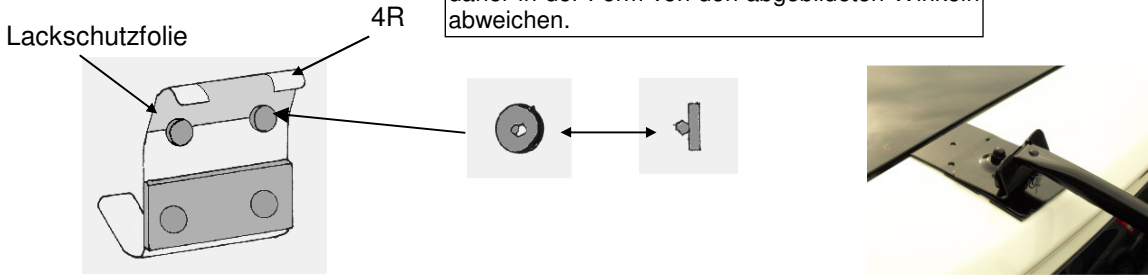 daher in der Form von den abgebildeten Winkeln
abweichen.
4R
Lackschutzfolie